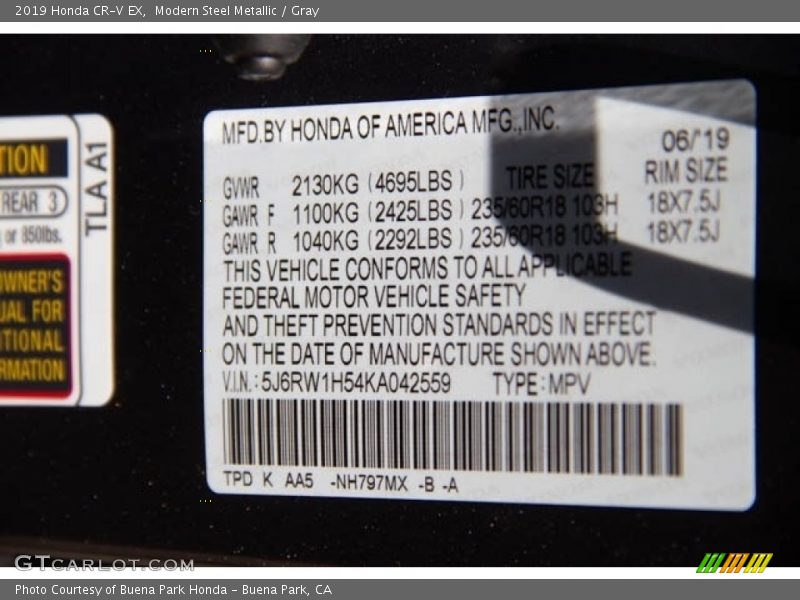 2019 Honda CR-V EX, Modern Steel Metallic / Gray
TION
REAR 3
or 850lbs.
OWNER'S
UAL FOR
ITIONAL
RMATION
TLA A1
MFD.BY HONDA OF AMERICA MFG.,INC.
06/'19
GVWR 2130KG (4695LBS) TIRE SIZE RIM SIZE
GAWR F 1100KG (2425LBS) 235/60R18 103H 18X7.5J
GAWR R 1040KG (2292LBS) 235/60R18 103H 18X7.5J
THIS VEHICLE CONFORMS TO ALL APPLICABLE
FEDERAL MOTOR VEHICLE SAFETY
AND THEFT PREVENTION STANDARDS IN EFFECT
ON THE DATE OF MANUFACTURE SHOWN ABOVE.
V.I.N.:5J6RW1H54KA042559 TYPE:MPV
TPD K AA5 -NH797MX -B -A
GTCARLOT.COM
Photo Courtesy of Buena Park Honda - Buena Park, CA